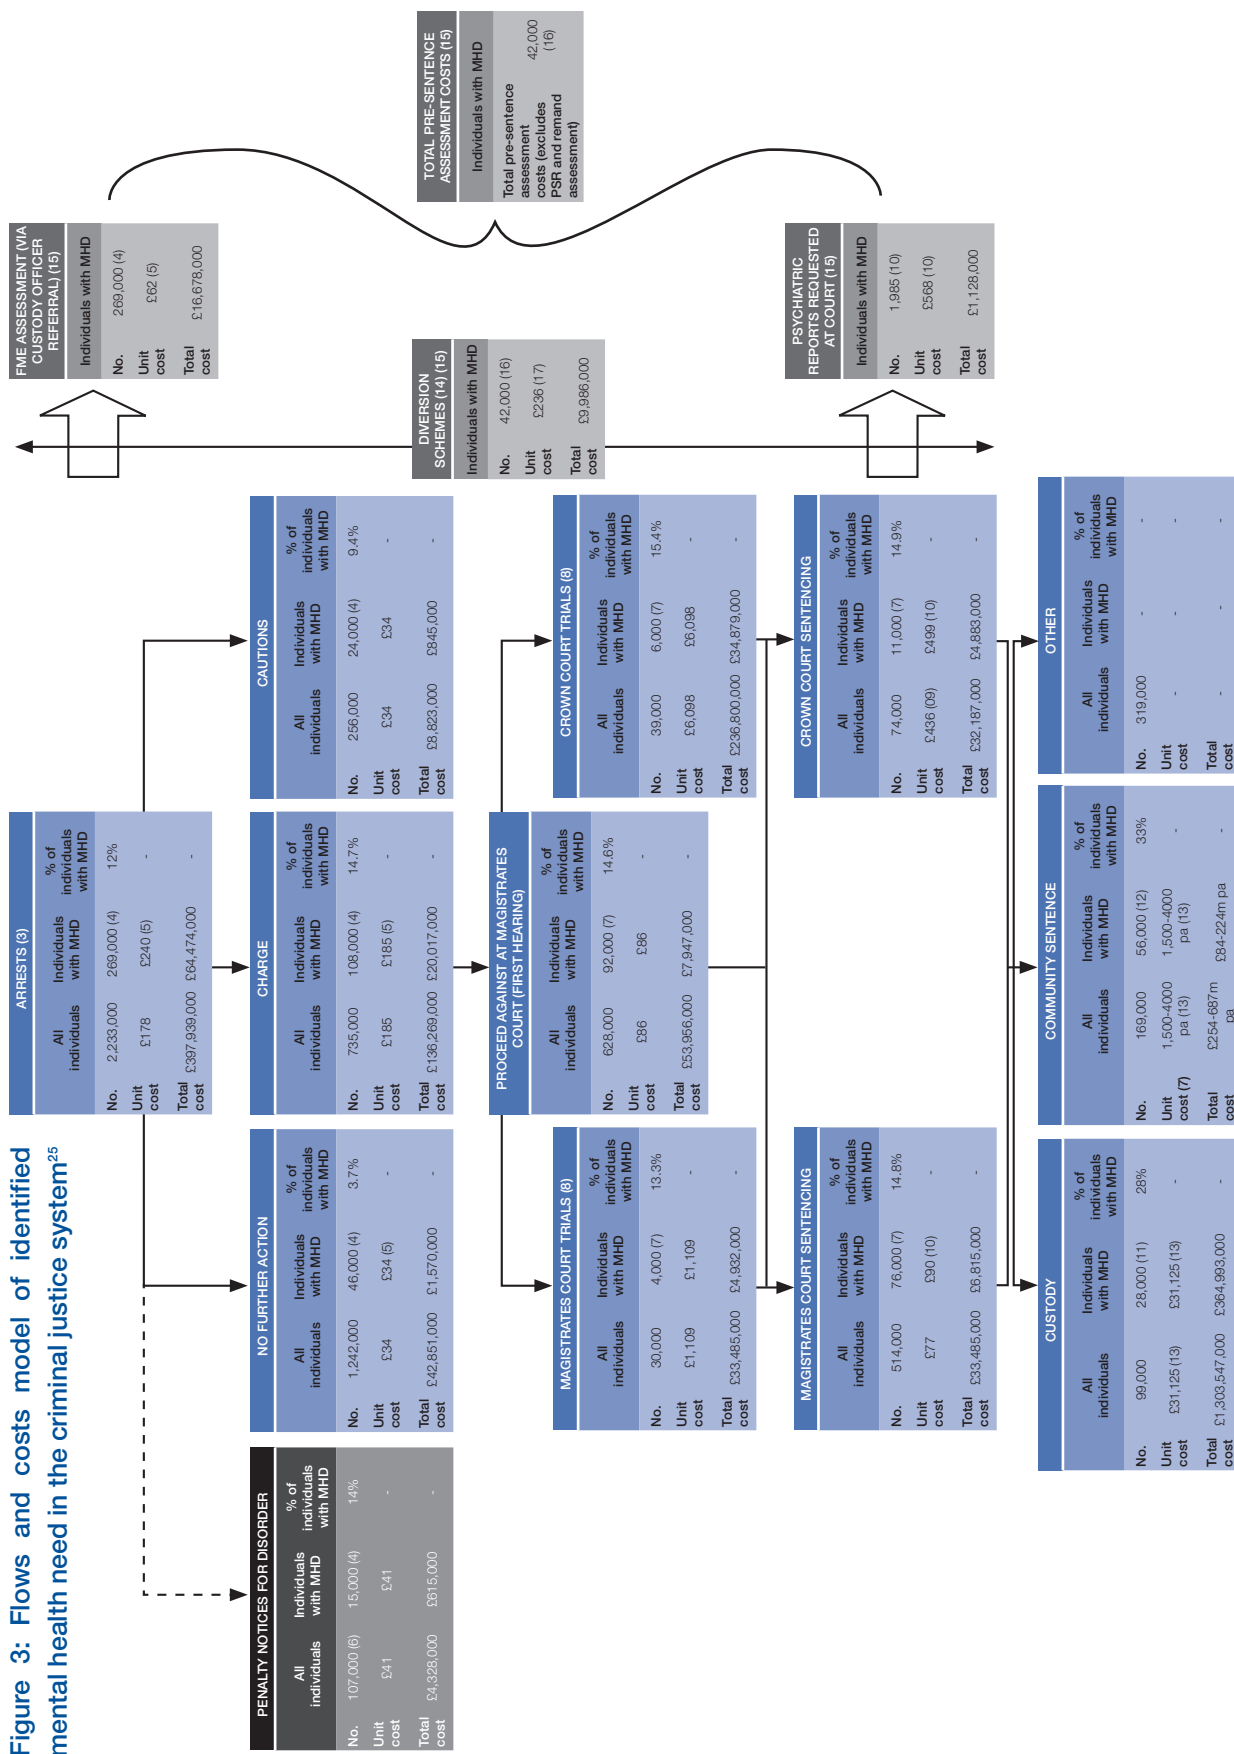 Figure 3: Flows and costs model of identified
mental health need in the criminal justice system25
ARRESTS (3)
All individuals Individuals with MHD % of individuals with MHD
No. 2,233,000 269,000 (4) 12%
Unit cost £178 £240 (5) -
Total cost £397,939,000 £64,474,000 -
PENALTY NOTICES FOR DISORDER
All individuals Individuals with MHD % of individuals with MHD
No. 107,000 (6) 15,000 (4) 14%
Unit cost £41 £41 -
Total cost £4,328,000 £615,000 -
NO FURTHER ACTION
All individuals Individuals with MHD % of individuals with MHD
No. 1,242,000 46,000 (4) 3.7%
Unit cost £34 £34 (5) -
Total cost £42,851,000 £1,570,000 -
CHARGE
All individuals Individuals with MHD % of individuals with MHD
No. 735,000 108,000 (4) 14.7%
Unit cost £185 £185 (5) -
Total cost £136,269,000 £20,017,000 -
CAUTIONS
All individuals Individuals with MHD % of individuals with MHD
No. 256,000 24,000 (4) 9.4%
Unit cost £34 £34 -
Total cost £8,823,000 £845,000 -
PROCEED AGAINST AT MAGISTRATES
COURT (FIRST HEARING)
All individuals Individuals with MHD % of individuals with MHD
No. 628,000 92,000 (7) 14.6%
Unit cost £86 £86 -
Total cost £53,956,000 £7,947,000 -
MAGISTRATES COURT TRIALS (8)
All individuals Individuals with MHD % of individuals with MHD
No. 30,000 4,000 (7) 13.3%
Unit cost £1,109 £1,109 -
Total cost £33,485,000 £4,932,000 -
CROWN COURT TRIALS (8)
All individuals Individuals with MHD % of individuals with MHD
No. 39,000 6,000 (7) 15.4%
Unit cost £6,098 £6,098 -
Total cost £236,800,000 £34,879,000 -
MAGISTRATES COURT SENTENCING
All individuals Individuals with MHD % of individuals with MHD
No. 514,000 76,000 (7) 14.8%
Unit cost £77 £90 (10) -
Total cost £33,485,000 £6,815,000 -
CROWN COURT SENTENCING
All individuals Individuals with MHD % of individuals with MHD
No. 74,000 11,000 (7) 14.9%
Unit cost £436 (09) £499 (10) -
Total cost £32,187,000 £4,883,000 -
CUSTODY
All individuals Individuals with MHD % of individuals with MHD
No. 99,000 28,000 (11) 28%
Unit cost £31,125 (13) £31,125 (13) -
Total cost £1,303,547,000 £364,993,000 -
COMMUNITY SENTENCE
All individuals Individuals with MHD % of individuals with MHD
No. 169,000 56,000 (12) 33%
Unit cost (7) 1,500-4000 pa (13) 1,500-4000 pa (13) -
Total cost £254-687m pa £84-224m pa -
OTHER
All individuals Individuals with MHD % of individuals with MHD
No. 319,000 - -
Unit cost - - -
Total cost - - -
FME ASSESSMENT (VIA
CUSTODY OFFICER
REFERRAL) (15)
Individuals with MHD
No. 269,000 (4)
Unit cost £62 (5)
Total cost £16,678,000
DIVERSION
SCHEMES (14) (15)
Individuals with MHD
No. 42,000 (16)
Unit cost £236 (17)
Total cost £9,986,000
PSYCHIATRIC
REPORTS REQUESTED
AT COURT (15)
Individuals with MHD
No. 1,985 (10)
Unit cost £568 (10)
Total cost £1,128,000
TOTAL PRE-SENTENCE
ASSESSMENT COSTS (15)
Individuals with MHD
Total pre-sentence assessment costs (excludes PSR and remand assessment) 42,000 (16)